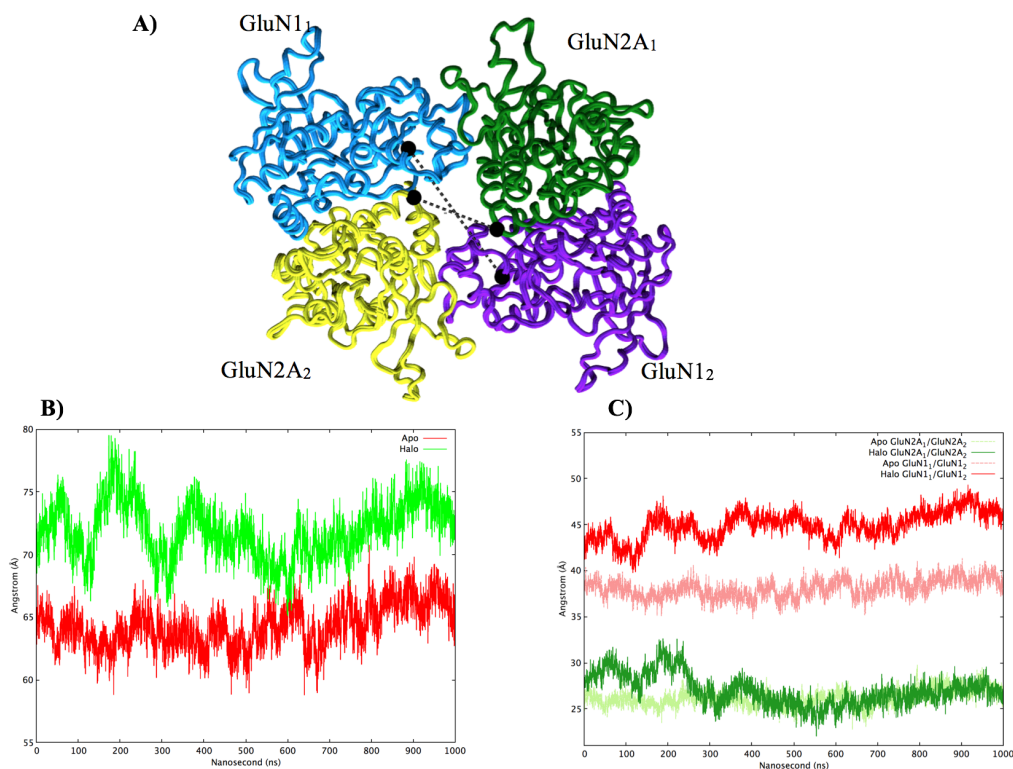 A)
GluN1₁
GluN2A₁
GluN2A₂
GluN1₂
B)
Apo
Halo
80
75
70
65
60
55
Angstrom (Å)
0 100 200 300 400 500 600 700 800 900 1000
Nanosecond (ns)
C)
Apo GluN2A₁/GluN2A₂
Halo GluN2A₁/GluN2A₂
Apo GluN1₁/GluN1₂
Halo GluN1₁/GluN1₂
55
50
45
40
35
30
25
Angstrom (Å)
0 100 200 300 400 500 600 700 800 900 1000
Nanosecond (ns)